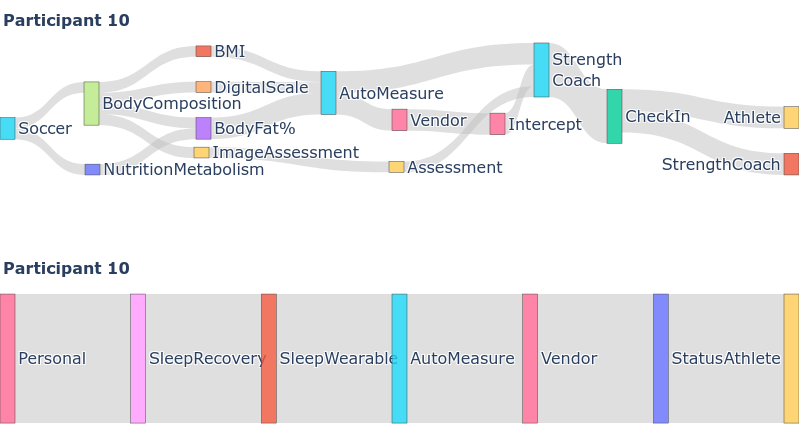 Participant 10
BMI
Strength
Coach
DigitalScale
AutoMeasure
BodyComposition
CheckIn
Athlete
Vendor
Intercept
Soccer
BodyFat%
ImageAssessment
StrengthCoach
Assessment
NutritionMetabolism
Participant 10
Personal
SleepRecovery
SleepWearable
AutoMeasure
Vendor
StatusAthlete